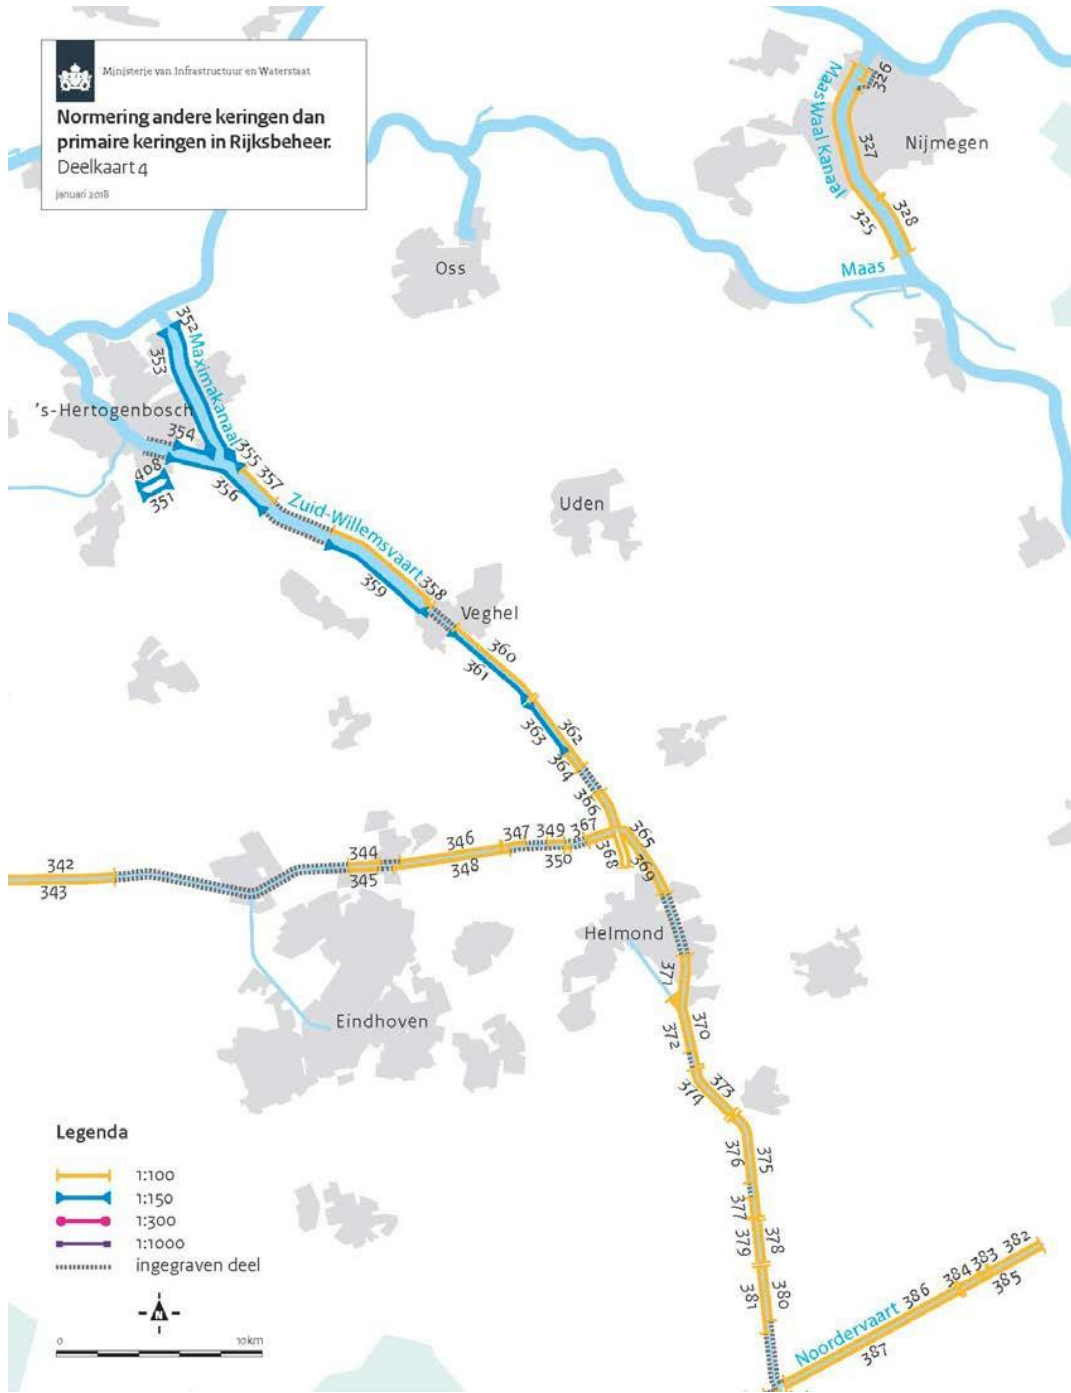 Ministerie van Infrastructuur en Waterstaat
Normering andere keringen dan
primaire keringen in Rijksbeheer.
Deelkaart 4
januari 2018
326
MaasWaal Kanaal
Nijmegen
327
328
325
Maas
Oss
352
353
Maximakanaal
's-Hertogenbosch
354
355
357
408
351
356
Zuid-Willemsvaart
Uden
359
358
Veghel
360
361
362
363
364
366
367
365
368
369
342
343
344
345
346
347
348
349
350
Helmond
371
Eindhoven
370
372
373
374
375
376
377
378
379
380
381
382
383
384
385
386
Noordervaart
387
Legenda
1:100
1:150
1:300
1:1000
ingegraven deel
N
0 10km